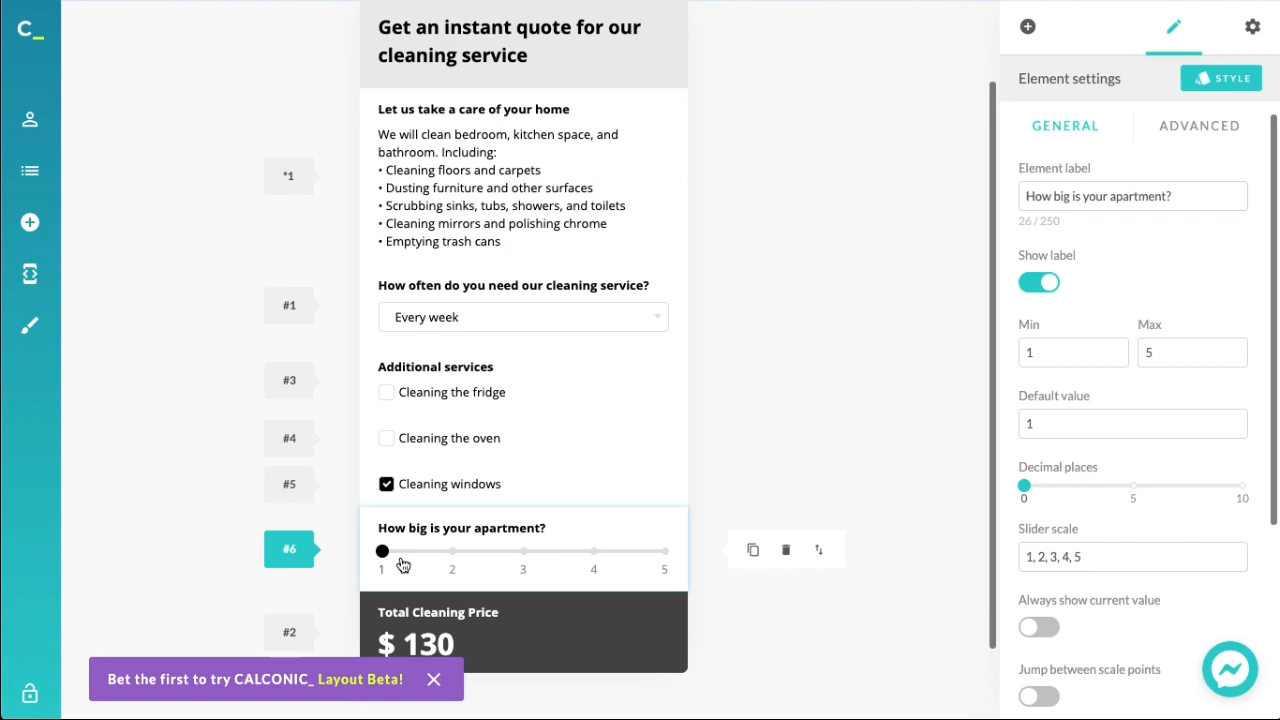 C_
Get an instant quote for our
cleaning service
Let us take a care of your home
We will clean bedroom, kitchen space, and
bathroom. Including:
• Cleaning floors and carpets
• Dusting furniture and other surfaces
• Scrubbing sinks, tubs, showers, and toilets
• Cleaning mirrors and polishing chrome
• Emptying trash cans
*1
How often do you need our cleaning service?
#1
Every week
Additional services
#3
Cleaning the fridge
#4
Cleaning the oven
#5
Cleaning windows
How big is your apartment?
#6
1 2 3 4 5
Total Cleaning Price
#2
$ 130
Bet the first to try CALCONIC_ Layout Beta!
Element settings
STYLE
GENERAL ADVANCED
Element label
How big is your apartment?
26 / 250
Show label
Min Max
1 5
Default value
1
Decimal places
0 5 10
Slider scale
1, 2, 3, 4, 5
Always show current value
Jump between scale points